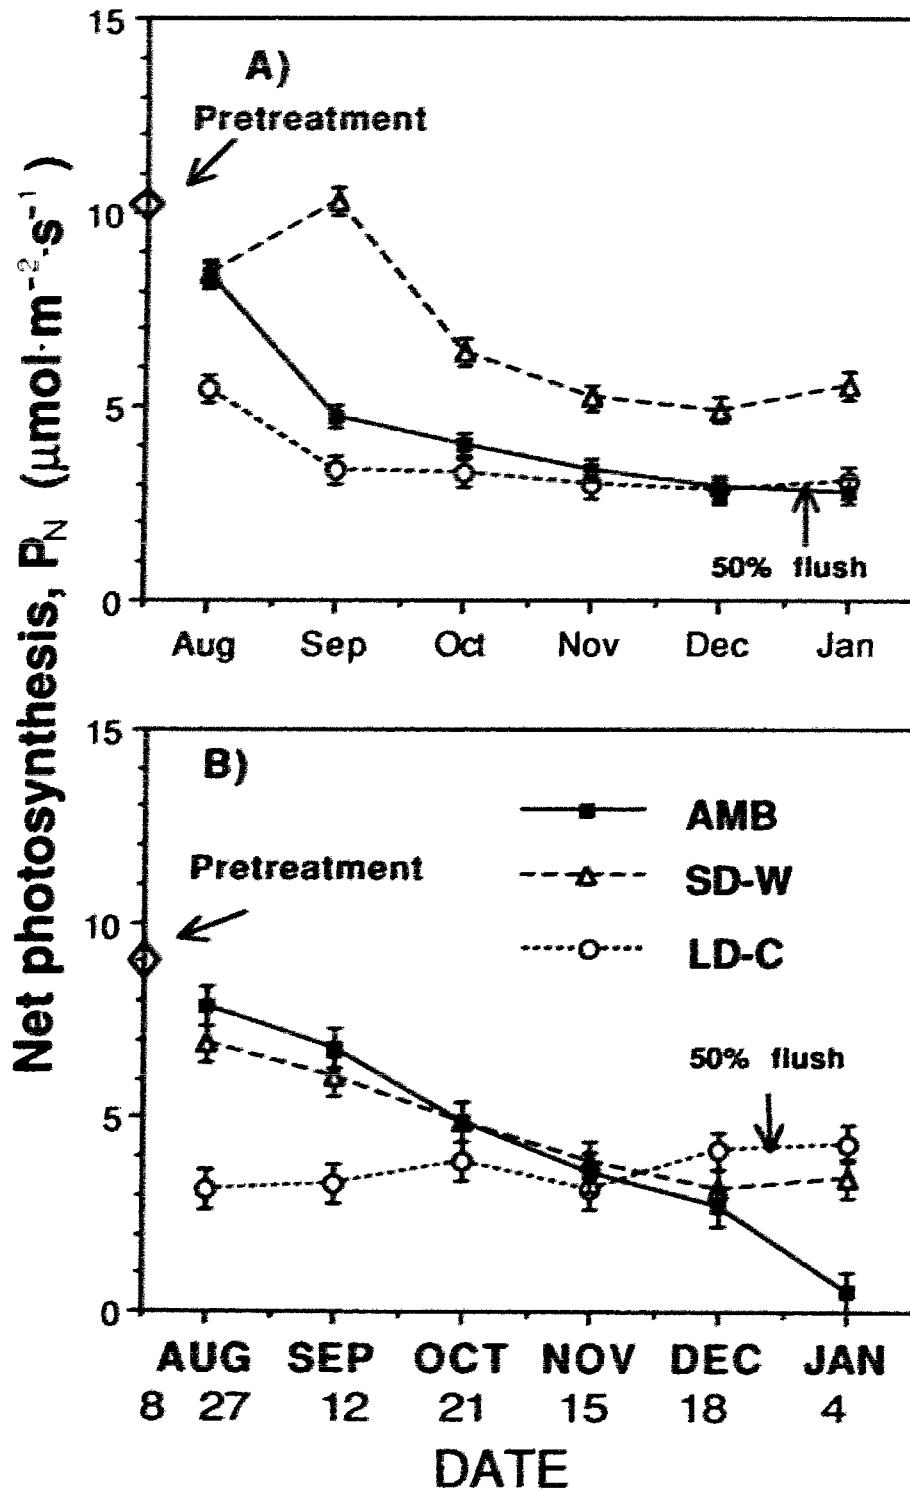 Net photosynthesis, P_N (μmol·m⁻²·s⁻¹)
15
A)
Pretreatment
10
5
50% flush
0
Aug Sep Oct Nov Dec Jan
15
B)
AMB
Pretreatment
SD-W
10
LD-C
50% flush
5
0
AUG SEP OCT NOV DEC JAN
8 27 12 21 15 18 4
DATE